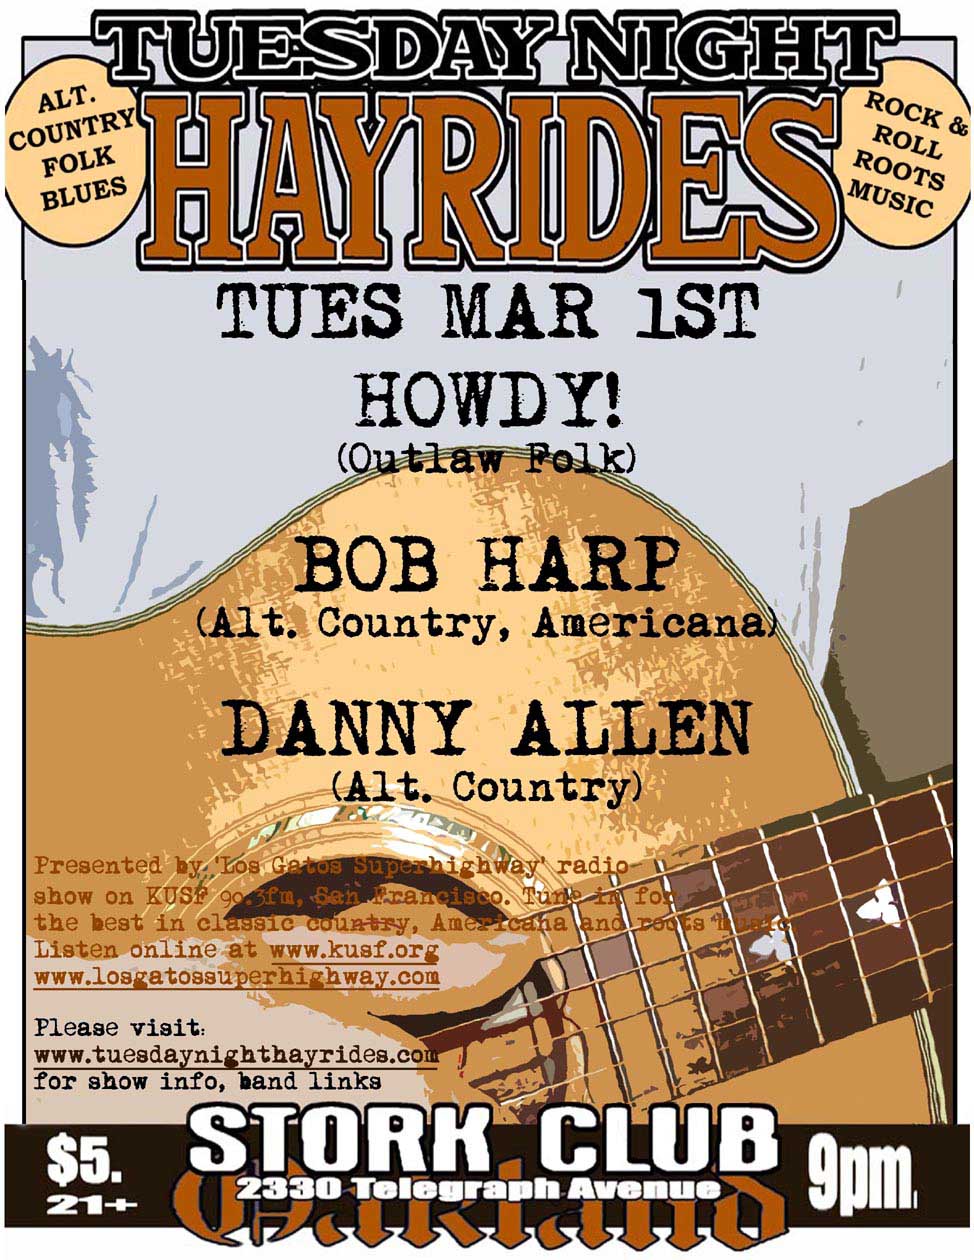 TUESDAY NIGHT
HAYRIDES
ALT.
COUNTRY
FOLK
BLUES
ROCK &
ROLL
ROOTS
MUSIC
TUES MAR 1ST
HOWDY!
(Outlaw Folk)
BOB HARP
(Alt. Country, Americana)
DANNY ALLEN
(Alt. Country)
Presented by 'Los Gatos Superhighway' radio
show on KUSF 90.3fm, San Francisco. Tune in for
the best in classic country, Americana and roots music.
Listen online at www.kusf.org
www.losgatossuperhighway.com
Please visit:
www.tuesdaynighthayrides.com
for show info, band links
$5.
21+
STORK CLUB
2330 Telegraph Avenue
Oakland
9pm.